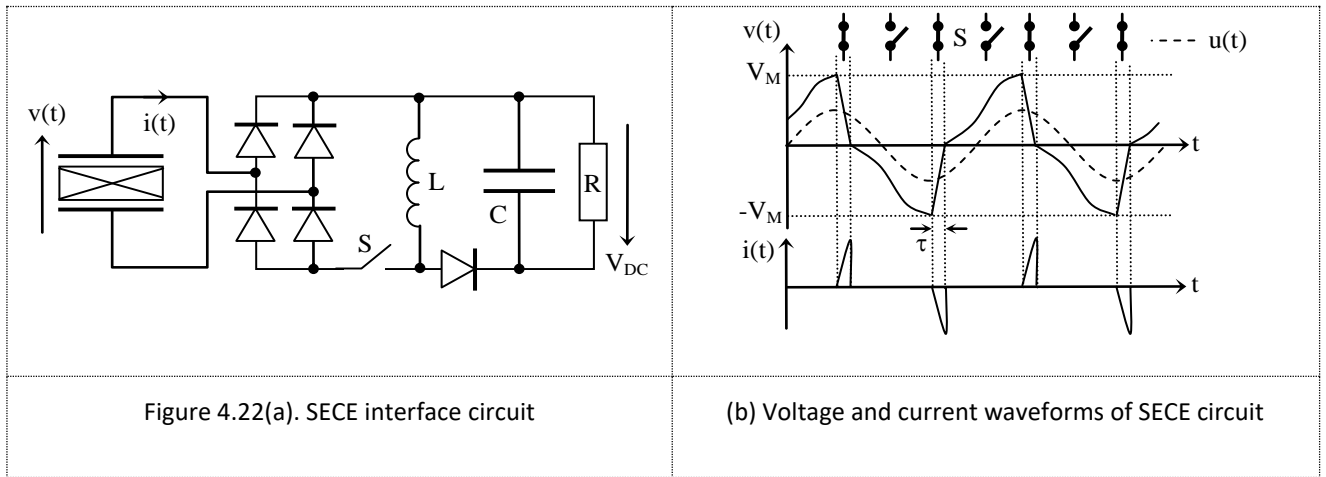 v(t)
i(t)
L
C
R
S
V_DC
v(t)
S
u(t)
V_M
t
-V_M
τ
i(t)
t
Figure 4.22(a). SECE interface circuit
(b) Voltage and current waveforms of SECE circuit